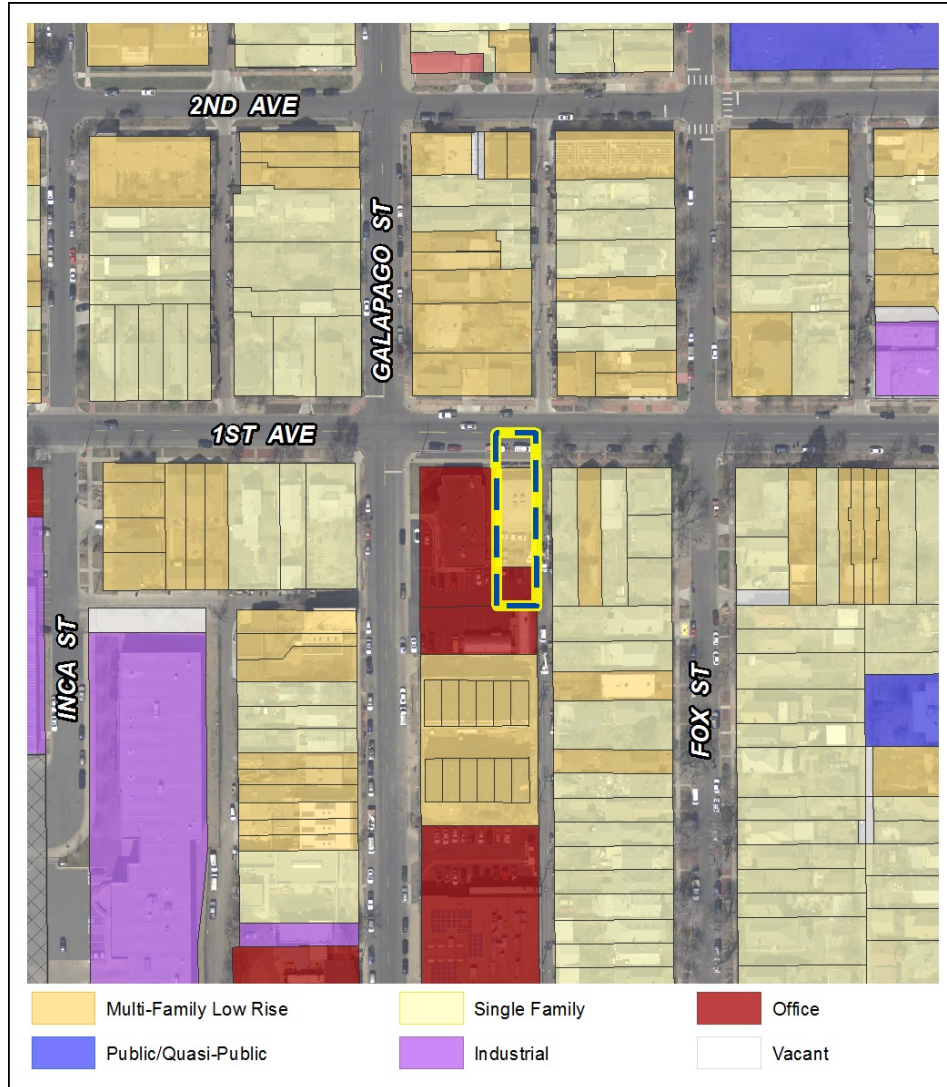 2ND AVE
GALAPAGO ST
1ST AVE
INCA ST
FOX ST
Multi-Family Low Rise
Single Family
Office
Public/Quasi-Public
Industrial
Vacant